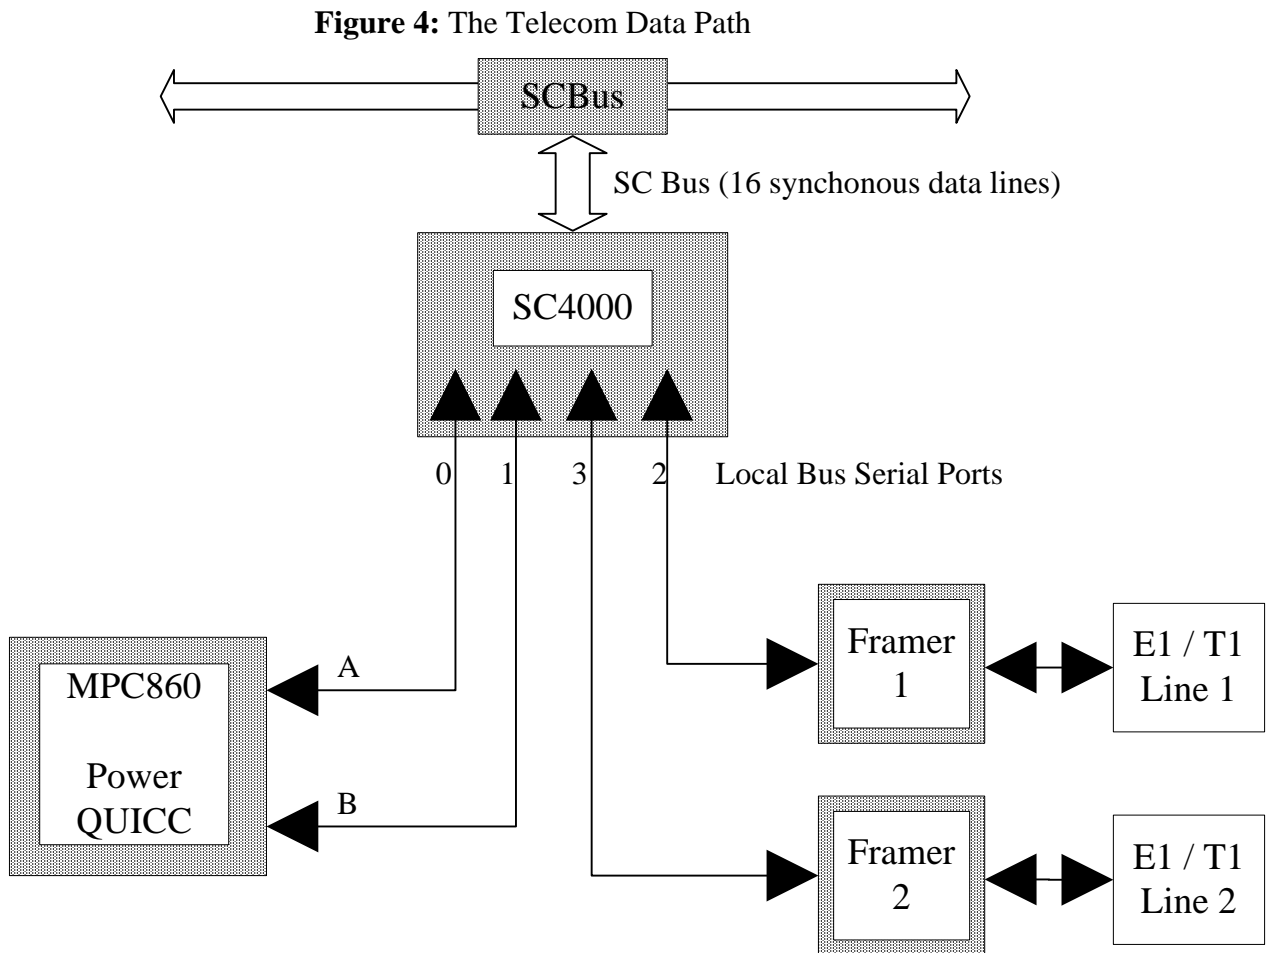 Figure 4: The Telecom Data Path
SCBus
SC Bus (16 synchonous data lines)
SC4000
0 1 3 2 Local Bus Serial Ports
Framer
1
E1 / T1
Line 1
MPC860
Power
QUICC
A
B
Framer
2
E1 / T1
Line 2